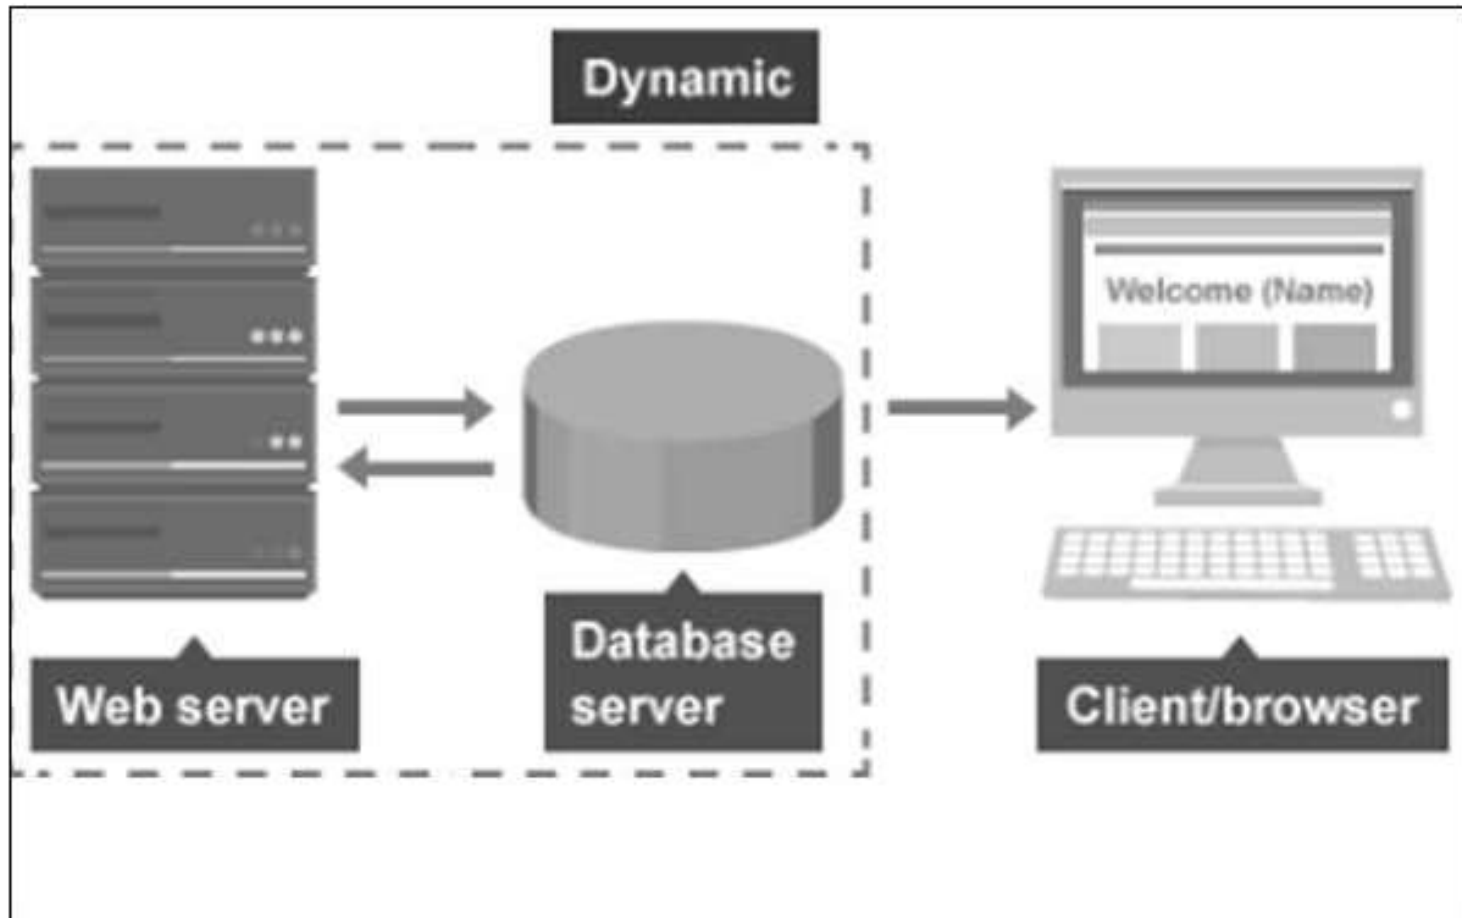 Dynamic
Welcome (Name)
Web server
Database
server
Client/browser